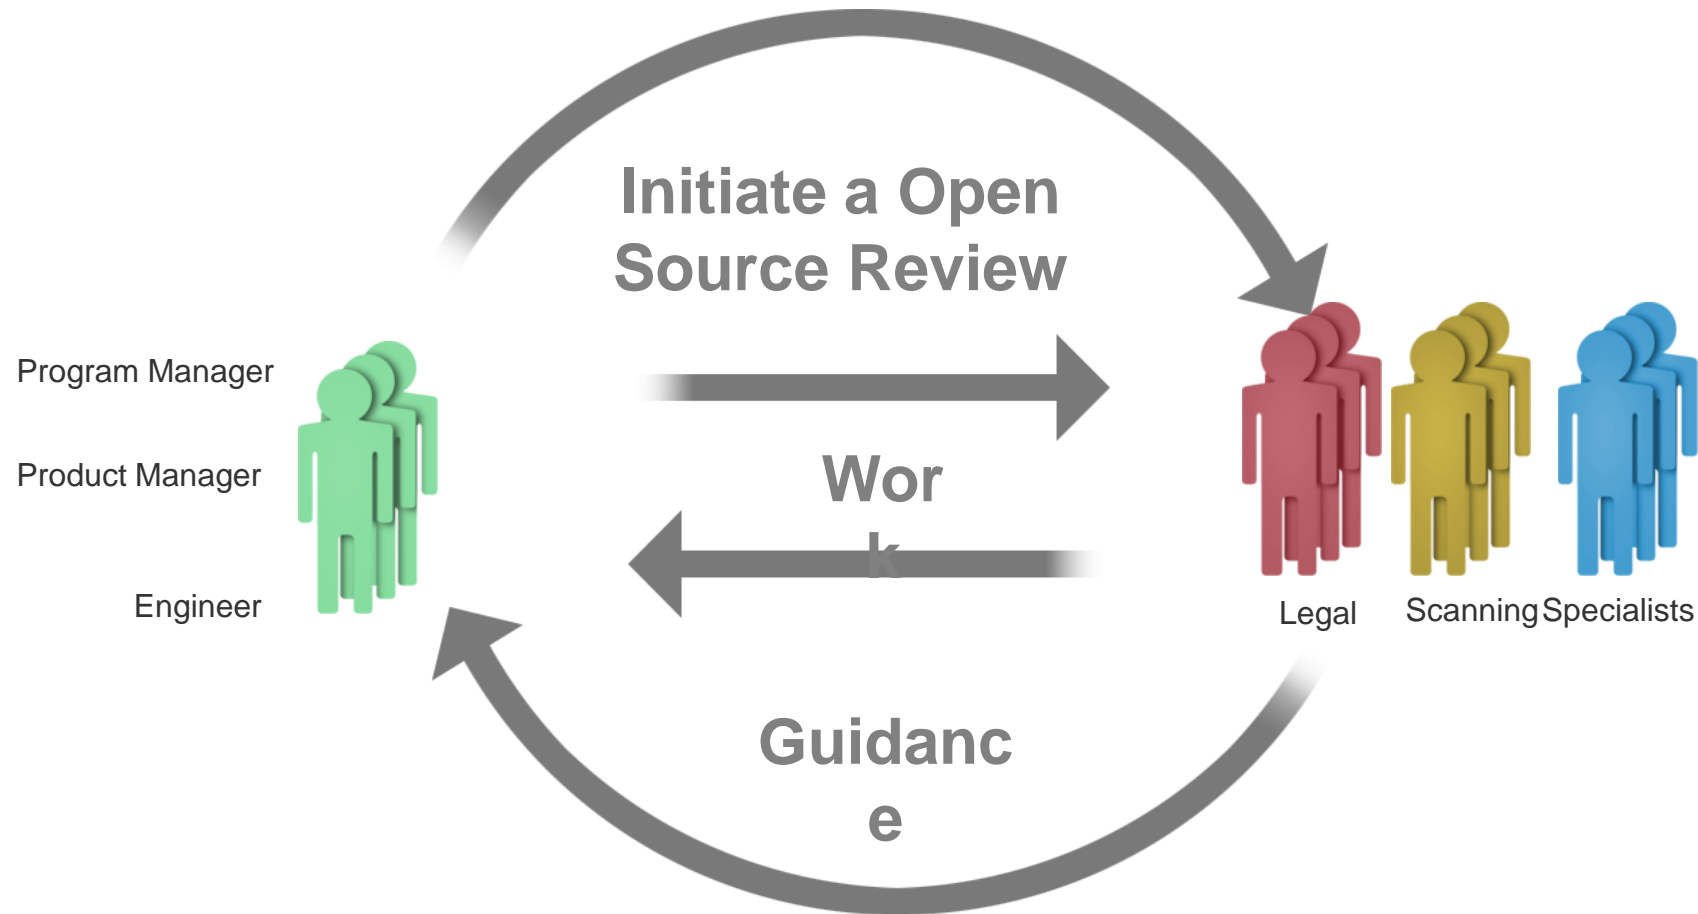 Initiate a Open
Source Review
Program Manager
Product Manager
Engineer
Wor
k
Legal
Scanning
Specialists
Guidanc
e